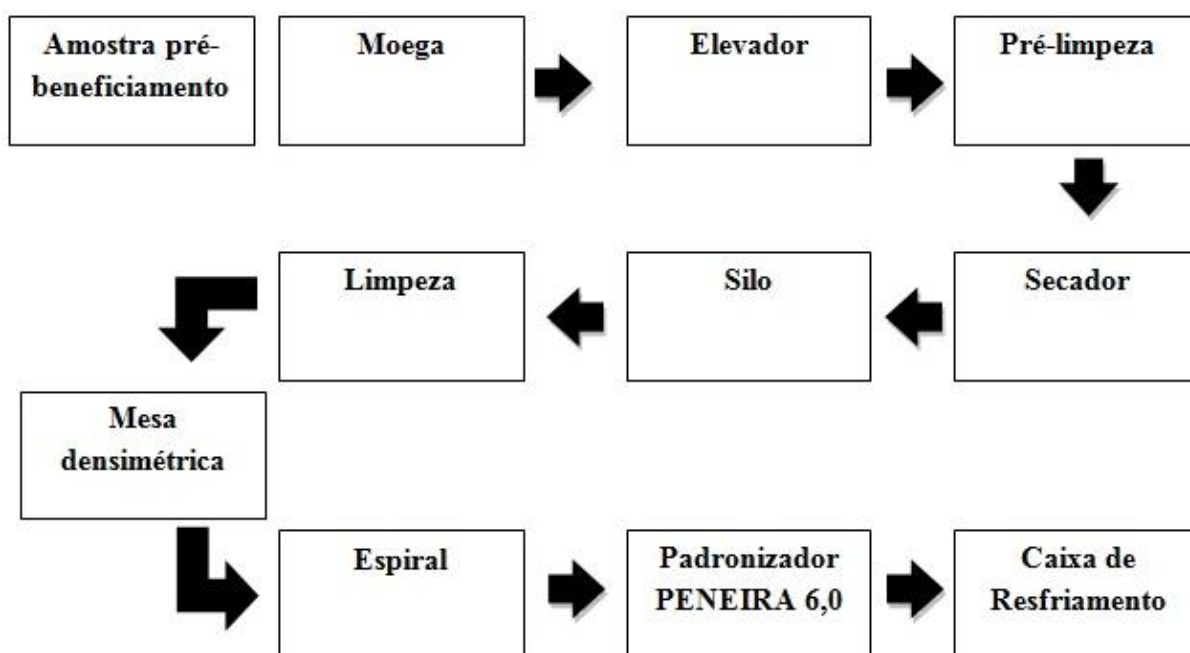 Amostra pré-
beneficiamento
Moega
Elevador
Pré-limpeza
Secador
Silo
Limpeza
Mesa
densimétrica
Espiral
Padronizador
PENEIRA 6,0
Caixa de
Resfriamento